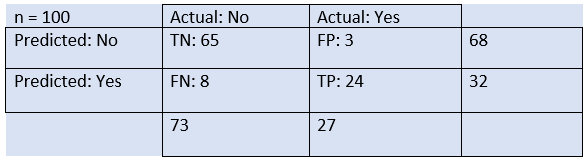 n = 100 Actual: No Actual: Yes
Predicted: No TN: 65 FP: 3 68
Predicted: Yes FN: 8 TP: 24 32
73 27